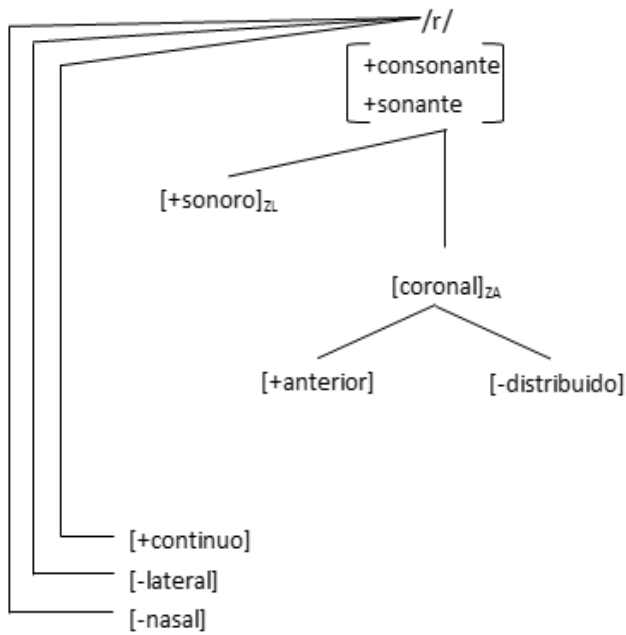 /r/
+consonante
+sonante
[+sonoro]ZL
[coronal]ZA
[+anterior] [-distribuido]
[+continuo]
[-lateral]
[-nasal]